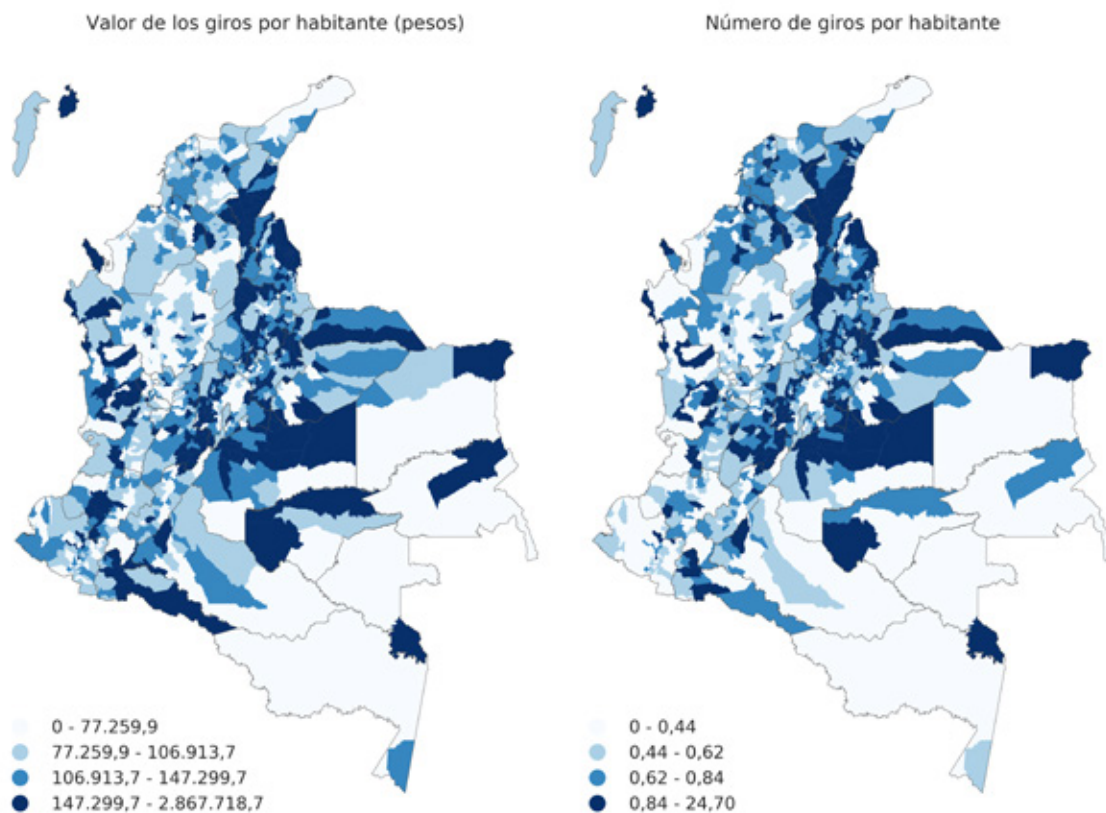 Valor de los giros por habitante (pesos)
Número de giros por habitante
0 - 77.259,9
77.259,9 - 106.913,7
106.913,7 - 147.299,7
147.299,7 - 2.867.718,7
0 - 0,44
0,44 - 0,62
0,62 - 0,84
0,84 - 24,70